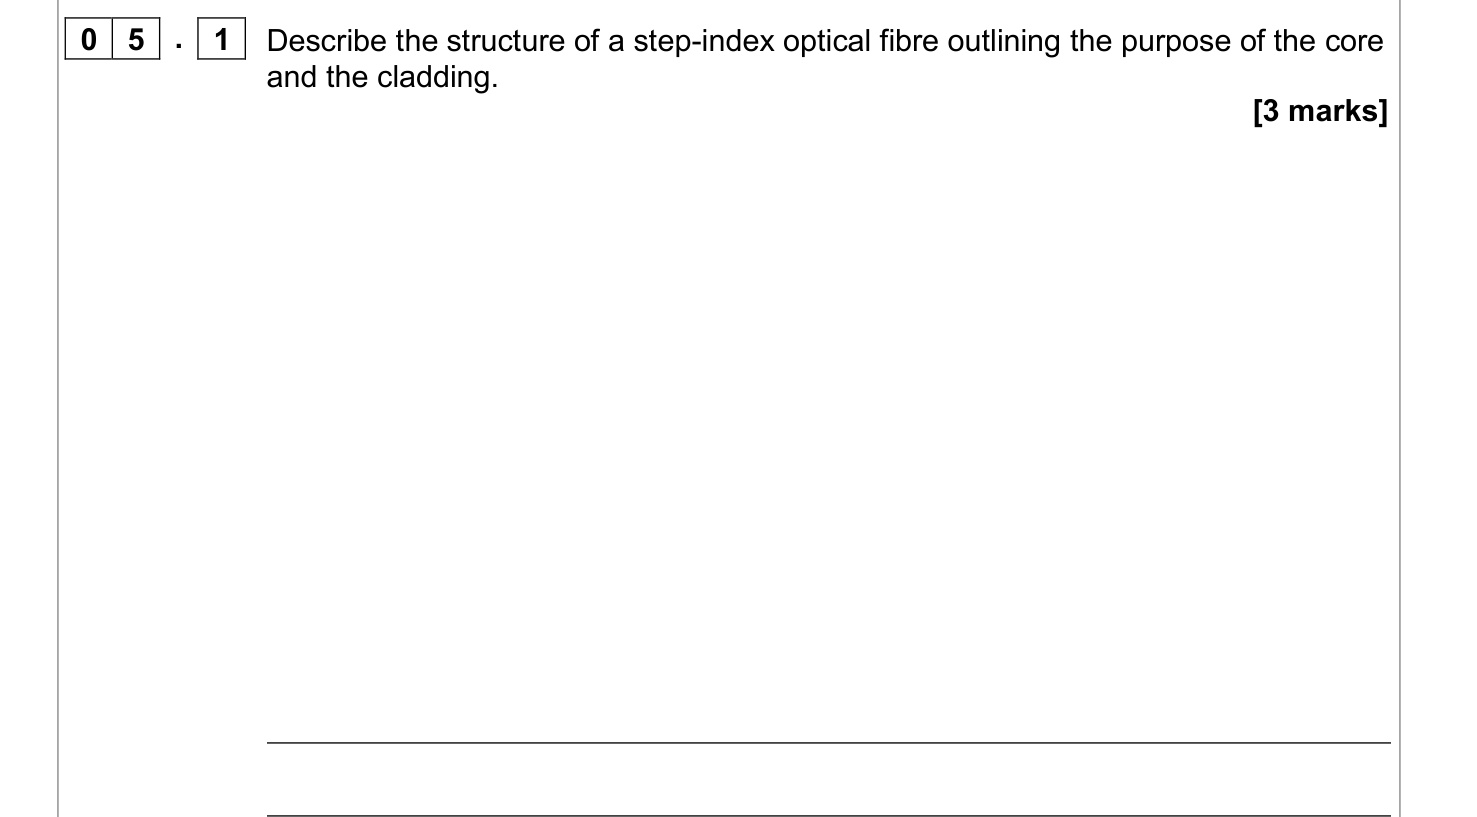 0 5 . 1 Describe the structure of a step-index optical fibre outlining the purpose of the core
and the cladding.
[3 marks]